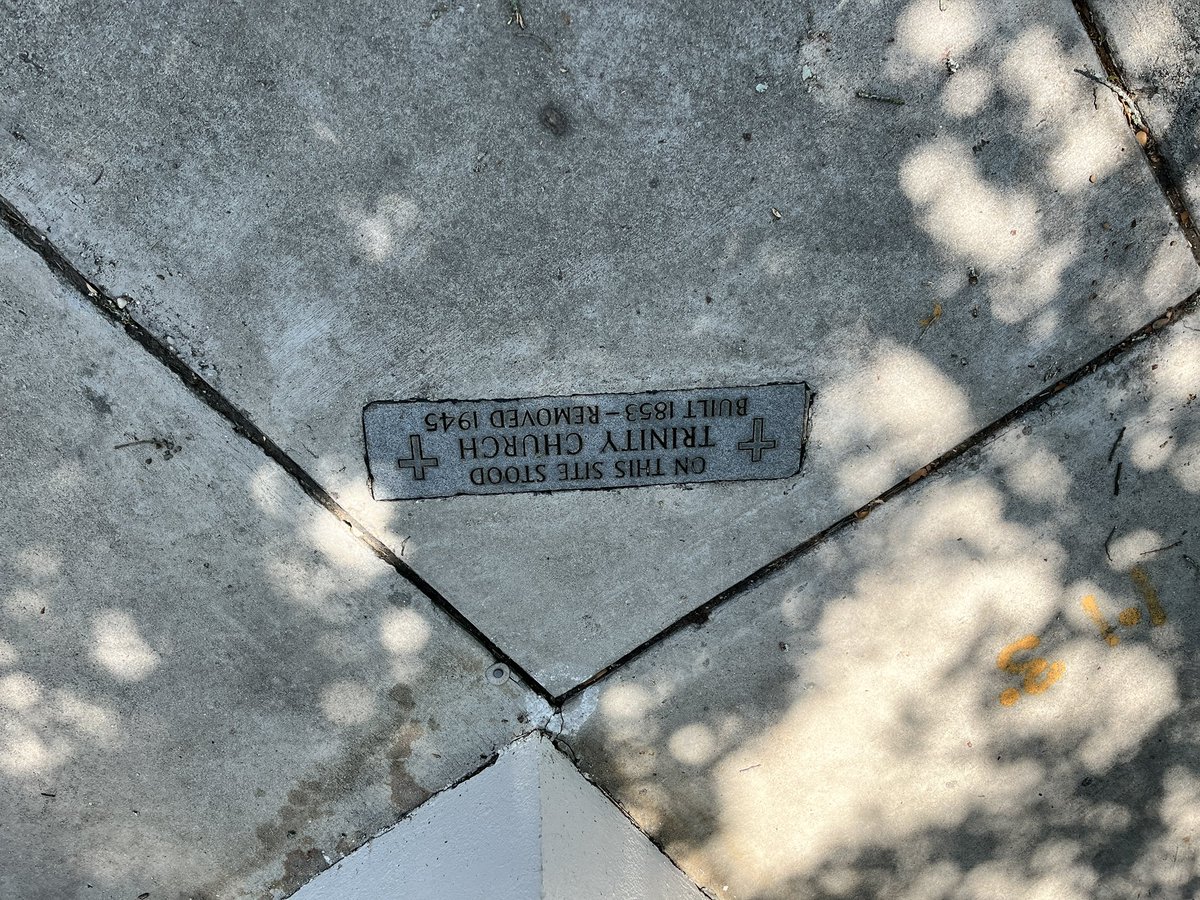 ON THIS SITE STOOD
TRINITY CHURCH
BUILT 1853 – REMOVED 1945